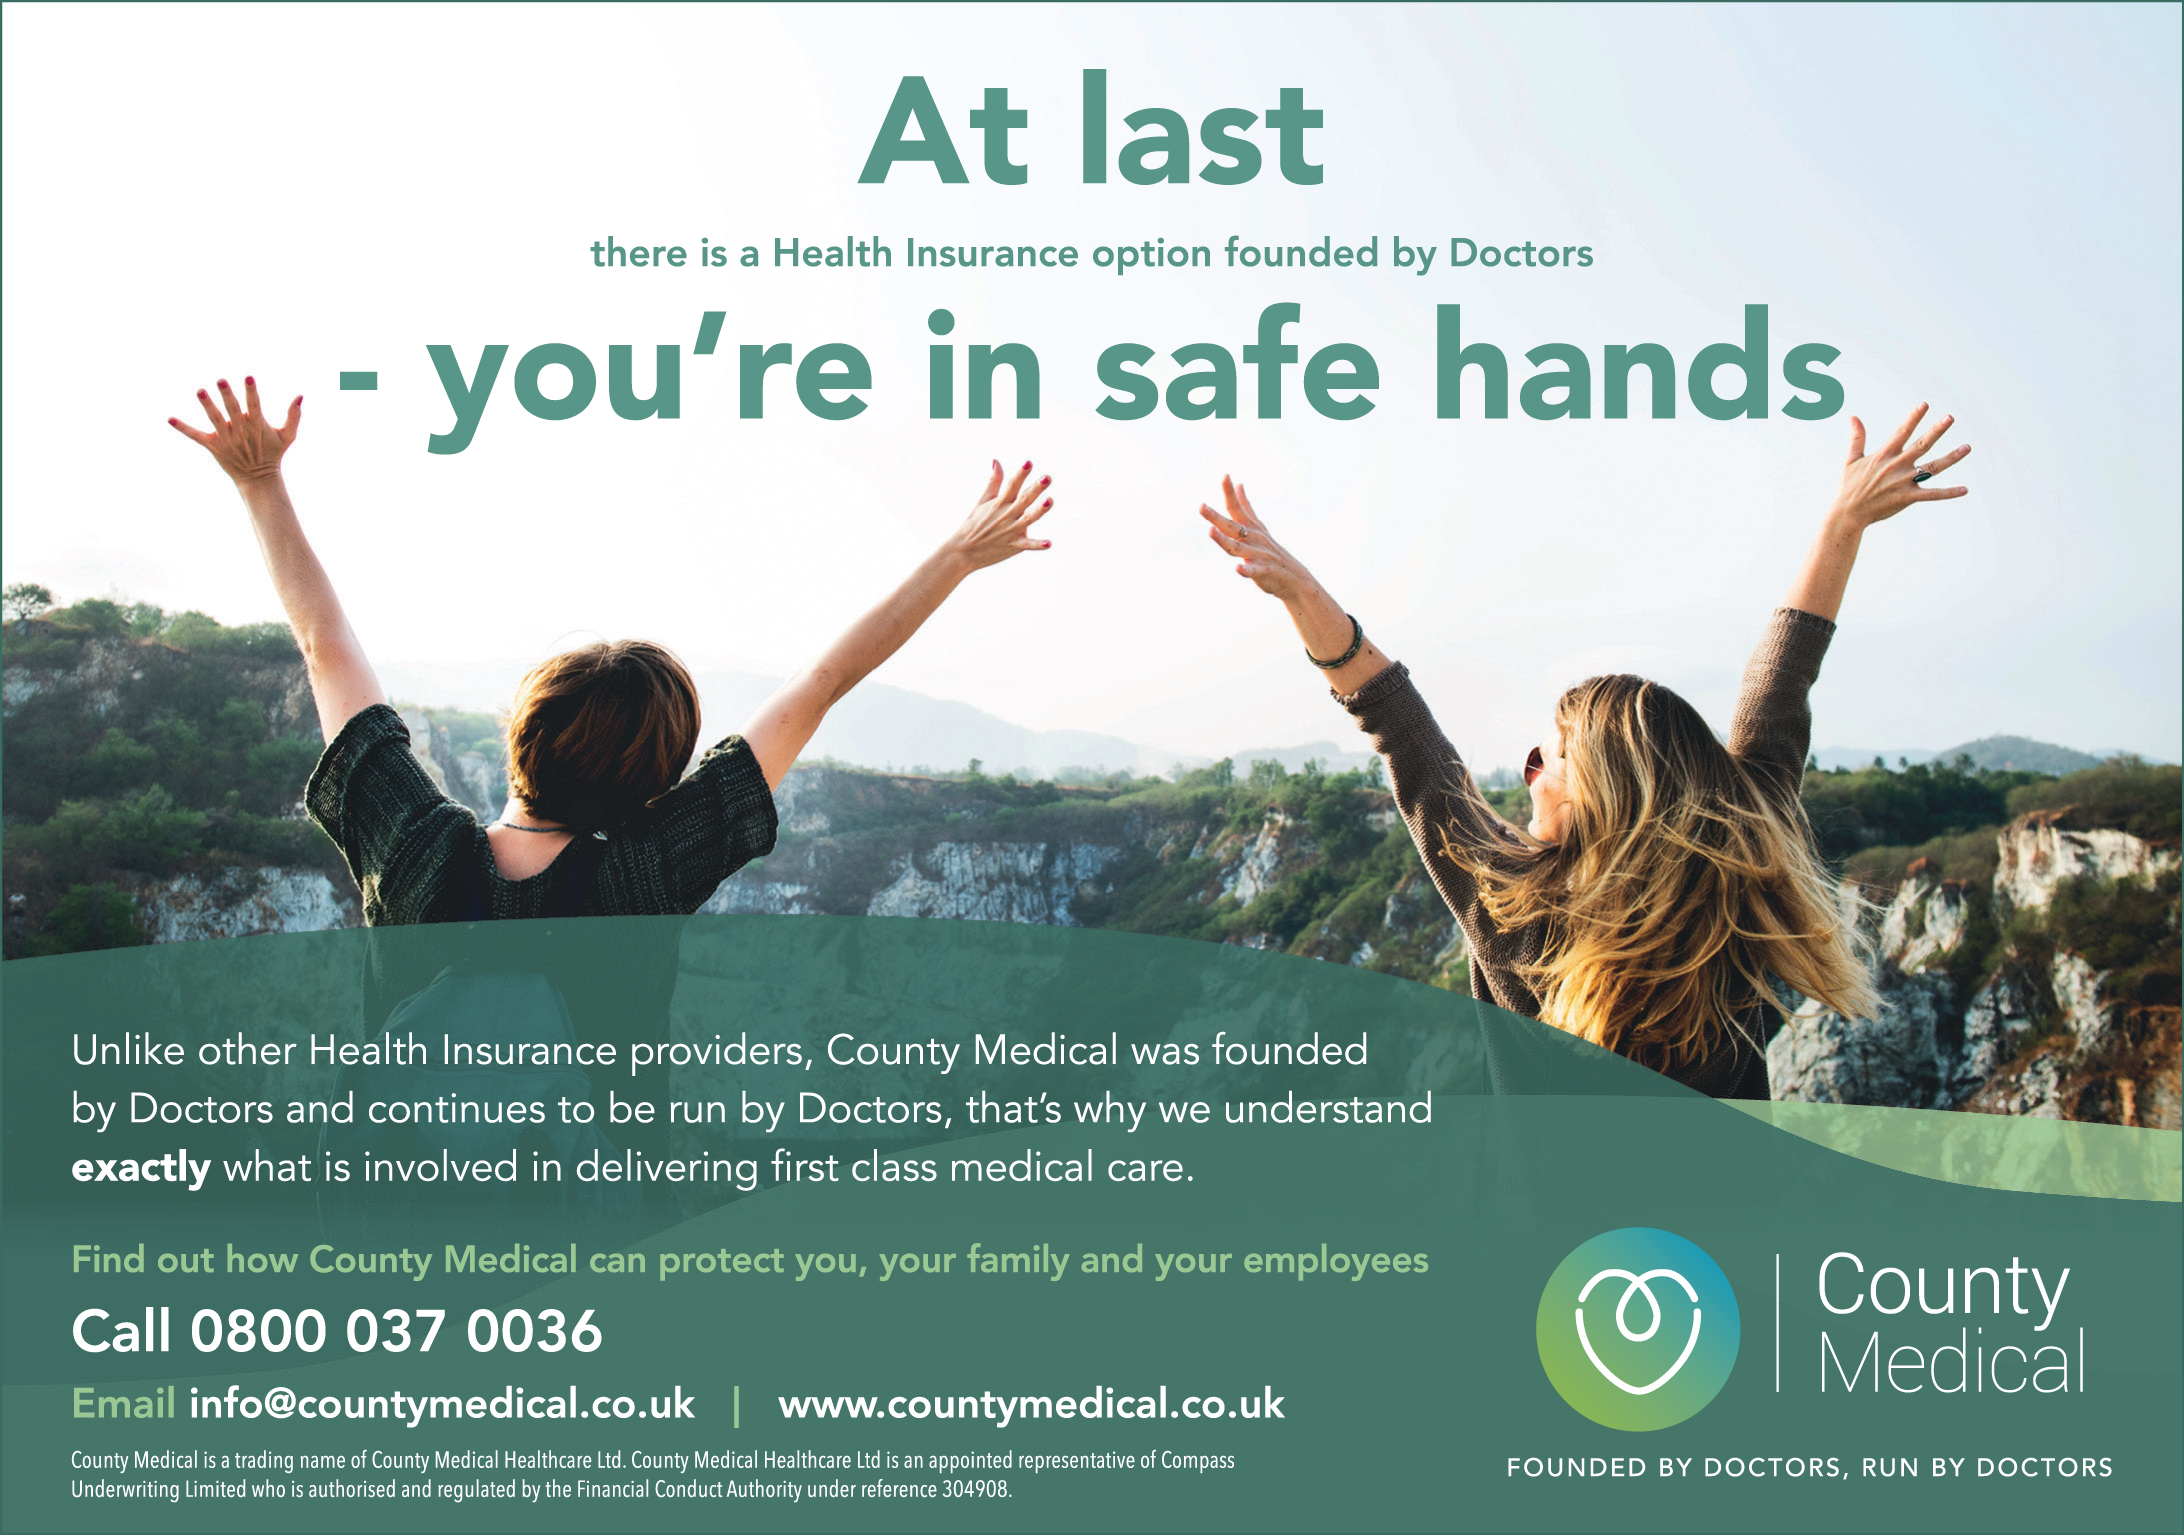 At last
there is a Health Insurance option founded by Doctors
- you’re in safe hands
Unlike other Health Insurance providers, County Medical was founded
by Doctors and continues to be run by Doctors, that’s why we understand
exactly what is involved in delivering first class medical care.
Find out how County Medical can protect you, your family and your employees
Call 0800 037 0036
Email info@countymedical.co.uk | www.countymedical.co.uk
County Medical is a trading name of County Medical Healthcare Ltd. County Medical Healthcare Ltd is an appointed representative of Compass
Underwriting Limited who is authorised and regulated by the Financial Conduct Authority under reference 304908.
County
Medical
FOUNDED BY DOCTORS, RUN BY DOCTORS